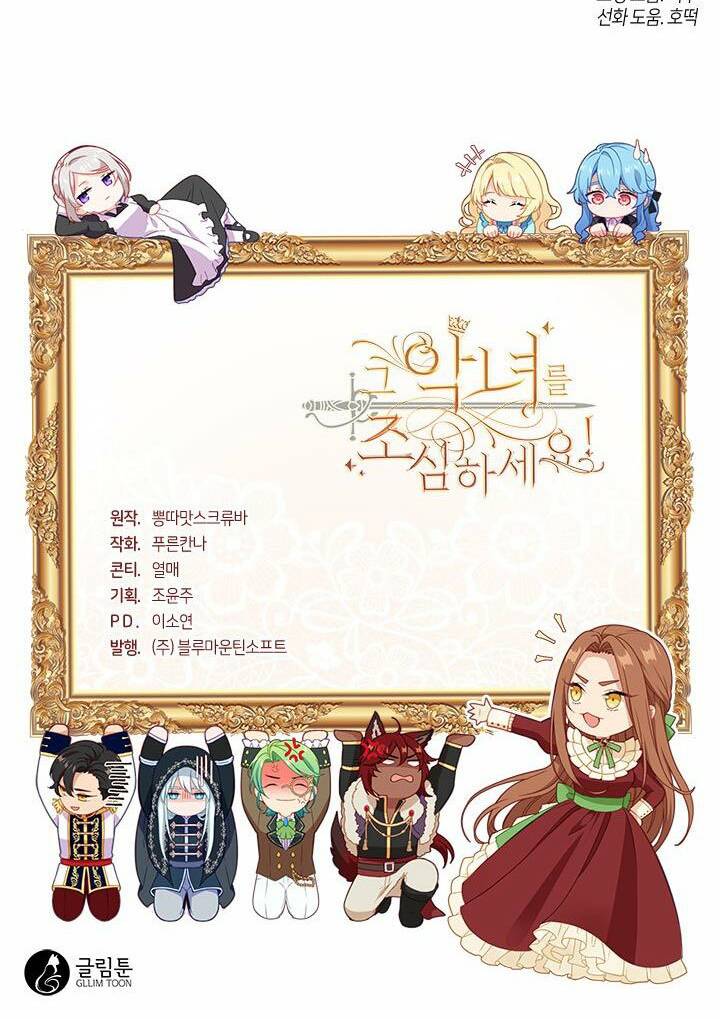 선화 도움. 호떡
그 악녀를
조심하세요!
원작. 뽕따맛스크류바
작화. 푸른칸나
콘티. 열매
기획. 조윤주
PD. 이소연
발행. (주) 블루마운틴소프트
글림툰
GLLIM TOON